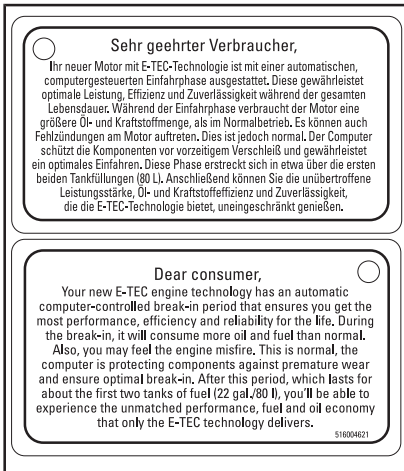 Sehr geehrter Verbraucher,
Ihr neuer Motor mit E-TEC-Technologie ist mit einer automatischen,
computergesteuerten Einfahrphase ausgestattet. Diese gewährleistet
optimale Leistung, Effizienz und Zuverlässigkeit während der gesamten
Lebensdauer. Während der Einfahrphase verbraucht der Motor eine
größere Öl- und Kraftstoffmenge, als im Normalbetrieb. Es können auch
Fehlzündungen am Motor auftreten. Dies ist jedoch normal. Der Computer
schützt die Komponenten vor vorzeitigem Verschleiß und gewährleistet
ein optimales Einfahren. Diese Phase erstreckt sich in etwa über die ersten
beiden Tankfüllungen (80 L). Anschließend können Sie die unübertroffene
Leistungsstärke, Öl- und Kraftstoffeffizienz und Zuverlässigkeit,
die die E-TEC-Technologie bietet, uneingeschränkt genießen.
Dear consumer,
Your new E-TEC engine technology has an automatic
computer-controlled break-in period that ensures you get the
most performance, efficiency and reliability for the life. During
the break-in, it will consume more oil and fuel than normal.
Also, you may feel the engine misfire. This is normal, the
computer is protecting components against premature wear
and ensure optimal break-in. After this period, which lasts for
about the first two tanks of fuel (22 gal./80 l), you'll be able to
experience the unmatched performance, fuel and oil economy
that only the E-TEC technology delivers.
516004621